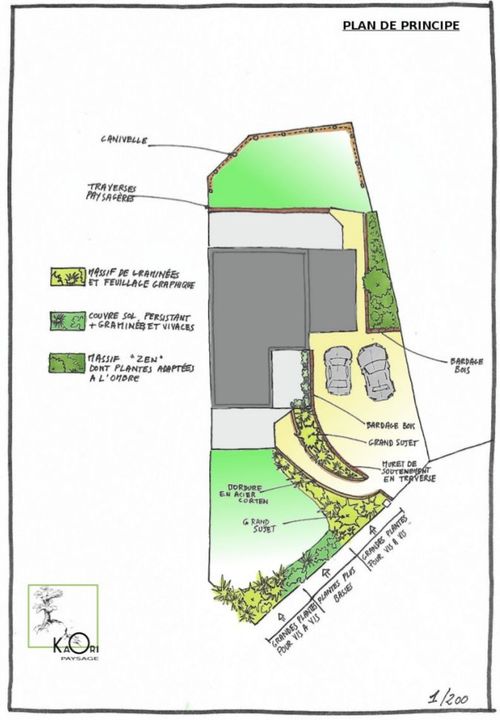 PLAN DE PRINCIPE
CANIVELLE
TRAVERSES
PAYSAGÈRES
MASSIF DE GRAMINÉES
ET FEUILLAGE GRAPHIQUE
COUVRE SOL PERSISTANT
+ GRAMINÉES ET VIVACES
MASSIF "ZEN"
DONT PLANTES ADAPTÉES
A L'OMBRE
BARDAGE
BOIS
BARDAGE BOIS
GRAND SUJET
MURET DE
SOUTENEMENT
EN TRAVERSE
BORDURE
EN ACIER
CORTEN
GRAND
SUJET
GRANDES PLANTES
POUR VIS A VIS
PLANTES PLUS
BASSES
GRANDES PLANTES
POUR VIS A VIS
KAORI
PAYSAGE
1/200